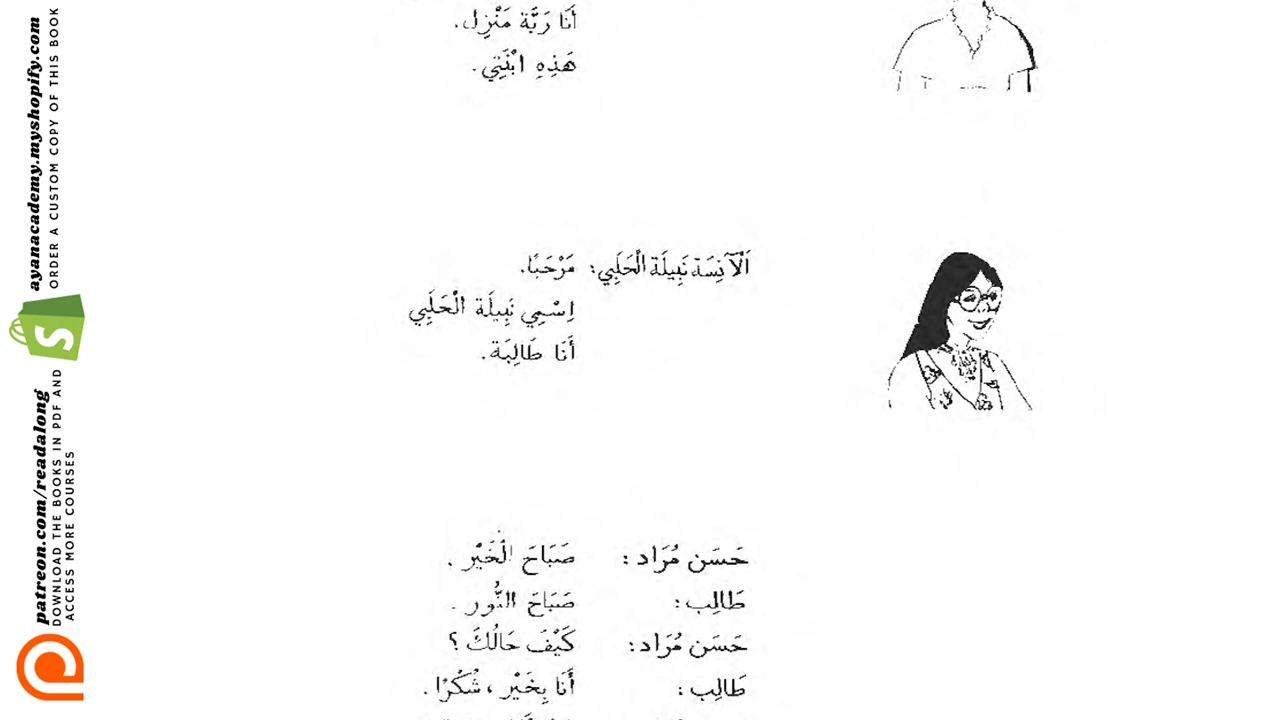 أَنَا رَبَّة مَنْزِل.
هَذِهِ ابْنَتِي.
اَلْآنِسَة نَبِيلَة الْحَلَبِي: مَرْحَبًا.
اِسْمِي نَبِيلَة الْحَلَبِي
أَنَا طَالِبَة.
حَسَن مُرَاد: صَبَاحَ الْخَيْر.
طَالِب: صَبَاحَ النُّور.
حَسَن مُرَاد: كَيْفَ حَالُكَ؟
طَالِب: أَنَا بِخَيْر، شُكْرًا.
ayanacademy.myshopify.com
ORDER A CUSTOM COPY OF THIS BOOK
patreon.com/readalong
DOWNLOAD THE BOOKS IN PDF AND
ACCESS MORE COURSES